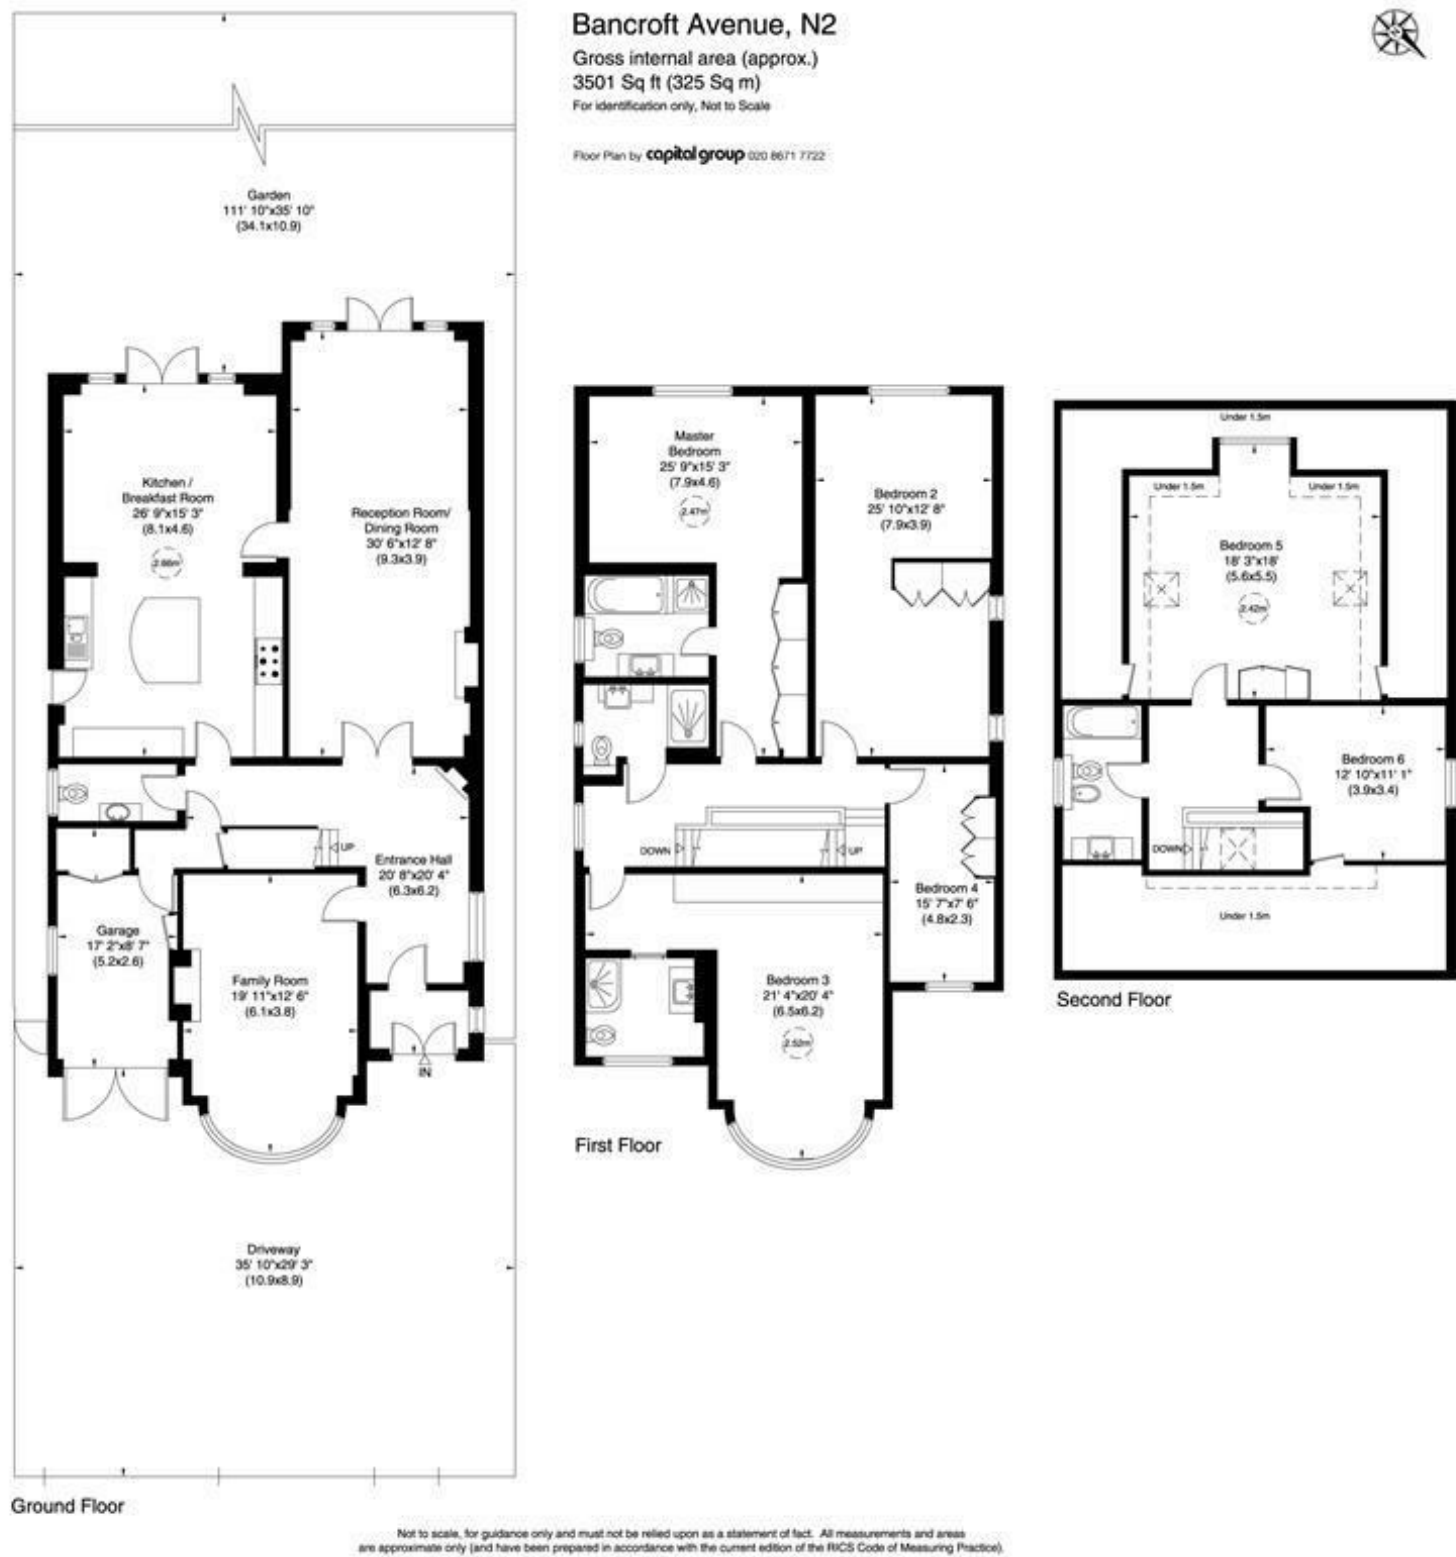 Bancroft Avenue, N2
Gross internal area (approx.)
3501 Sq ft (325 Sq m)
For identification only, Not to Scale
Floor Plan by capital group 020 8671 7722
Garden
111' 10"x35' 10"
(34.1x10.9)
Kitchen /
Breakfast Room
26' 9"x15' 3"
(8.1x4.6)
2.66m
Reception Room/
Dining Room
30' 6"x12' 8"
(9.3x3.9)
UP
Entrance Hall
20' 8"x20' 4"
(6.3x6.2)
Garage
17' 2"x8' 7"
(5.2x2.6)
Family Room
19' 11"x12' 6"
(6.1x3.8)
IN
Driveway
35' 10"x29' 3"
(10.9x8.9)
Ground Floor
Master
Bedroom
25' 9"x15' 3"
(7.9x4.6)
2.47m
Bedroom 2
25' 10"x12' 8"
(7.9x3.9)
DOWN
UP
Bedroom 4
15' 7"x7' 6"
(4.8x2.3)
Bedroom 3
21' 4"x20' 4"
(6.5x6.2)
2.52m
First Floor
Under 1.5m
Under 1.5m
Under 1.5m
Bedroom 5
18' 3"x18'
(5.6x5.5)
2.42m
Bedroom 6
12' 10"x11' 1"
(3.9x3.4)
DOWN
Under 1.5m
Second Floor
Not to scale, for guidance only and must not be relied upon as a statement of fact. All measurements and areas
are approximate only (and have been prepared in accordance with the current edition of the RICS Code of Measuring Practice).